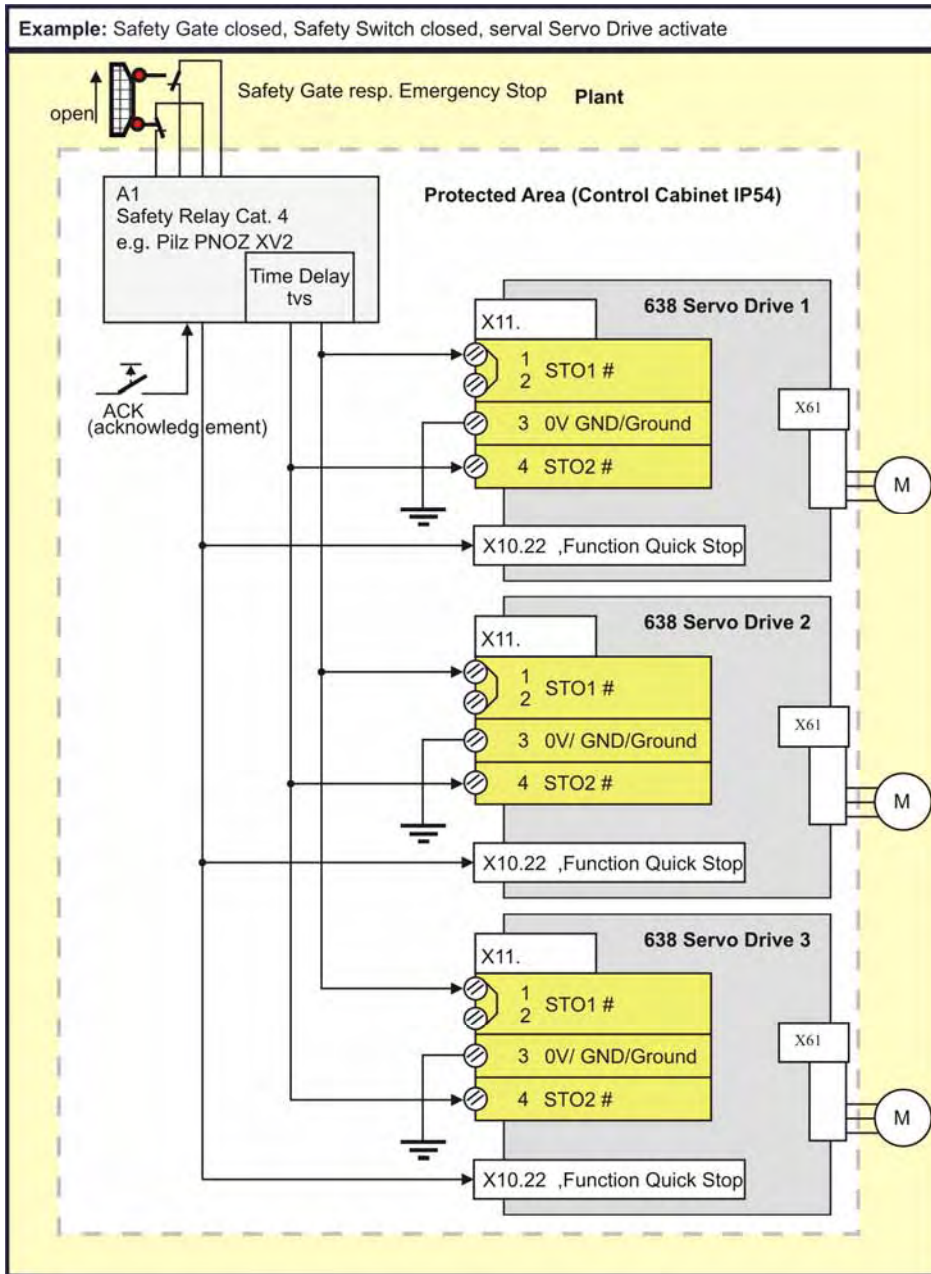 Example: Safety Gate closed, Safety Switch closed, serval Servo Drive activate
open
Safety Gate resp. Emergency Stop
Plant
Protected Area (Control Cabinet IP54)
A1
Safety Relay Cat. 4
e.g. Pilz PNOZ XV2
Time Delay
tvs
ACK
(acknowledg ement)
638 Servo Drive 1
X11.
1
2
STO1 #
3 0V GND/Ground
4 STO2 #
X61
M
X10.22 ,Function Quick Stop
638 Servo Drive 2
X11.
1
2
STO1 #
3 0V/ GND/Ground
4 STO2 #
X61
M
X10.22 ,Function Quick Stop
638 Servo Drive 3
X11.
1
2
STO1 #
3 0V/ GND/Ground
4 STO2 #
X61
M
X10.22 ,Function Quick Stop